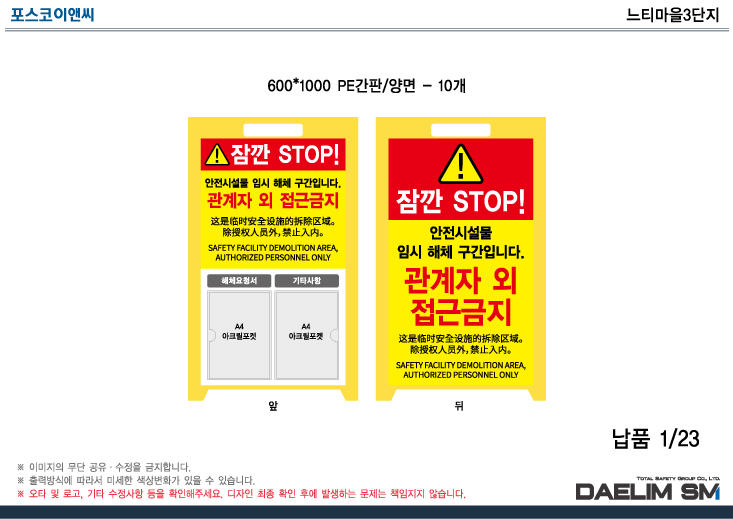 포스코이앤씨
느티마을3단지
600*1000 PE간판/양면 - 10개
잠깐 STOP!
안전시설물 임시 해체 구간입니다.
관계자 외 접근금지
这是临时安全设施的拆除区域。
除授权人员外, 禁止入内。
SAFETY FACILITY DEMOLITION AREA,
AUTHORIZED PERSONNEL ONLY
해체요청서
기타사항
A4
아크릴포켓
A4
아크릴포켓
앞
잠깐 STOP!
안전시설물
임시 해체 구간입니다.
관계자 외
접근금지
这是临时安全设施的拆除区域。
除授权人员外, 禁止入内。
SAFETY FACILITY DEMOLITION AREA,
AUTHORIZED PERSONNEL ONLY
뒤
납품 1/23
※ 이미지의 무단 공유 · 수정을 금지합니다.
※ 출력방식에 따라서 미세한 색상변화가 있을 수 있습니다.
※ 오타 및 로고, 기타 수정사항 등을 확인해주세요. 디자인 최종 확인 후에 발생하는 문제는 책임지지 않습니다.
TOTAL SAFETY GROUP CO., LTD.
DAELIM SM